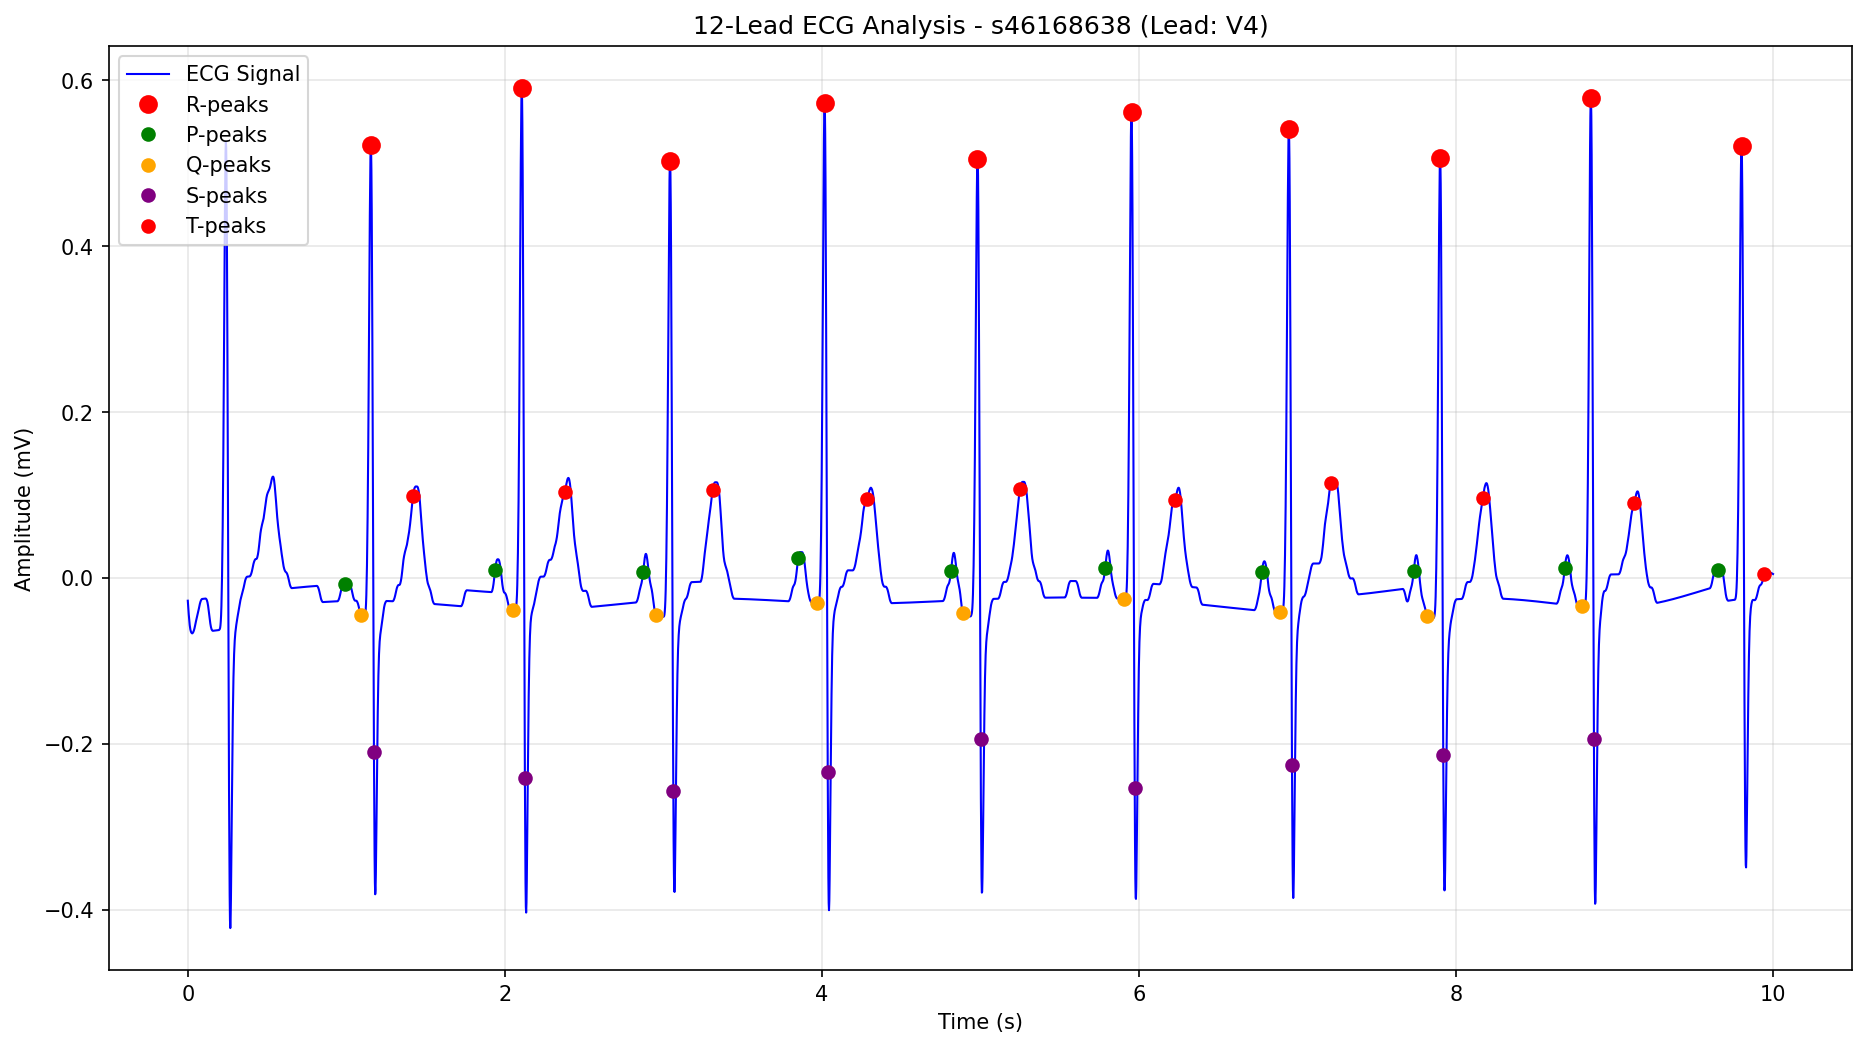 12-Lead ECG Analysis - s46168638 (Lead: V4)
ECG Signal
R-peaks
P-peaks
Q-peaks
S-peaks
T-peaks
0.6
0.4
0.2
0.0
−0.2
−0.4
Amplitude (mV)
0 2 4 6 8 10
Time (s)